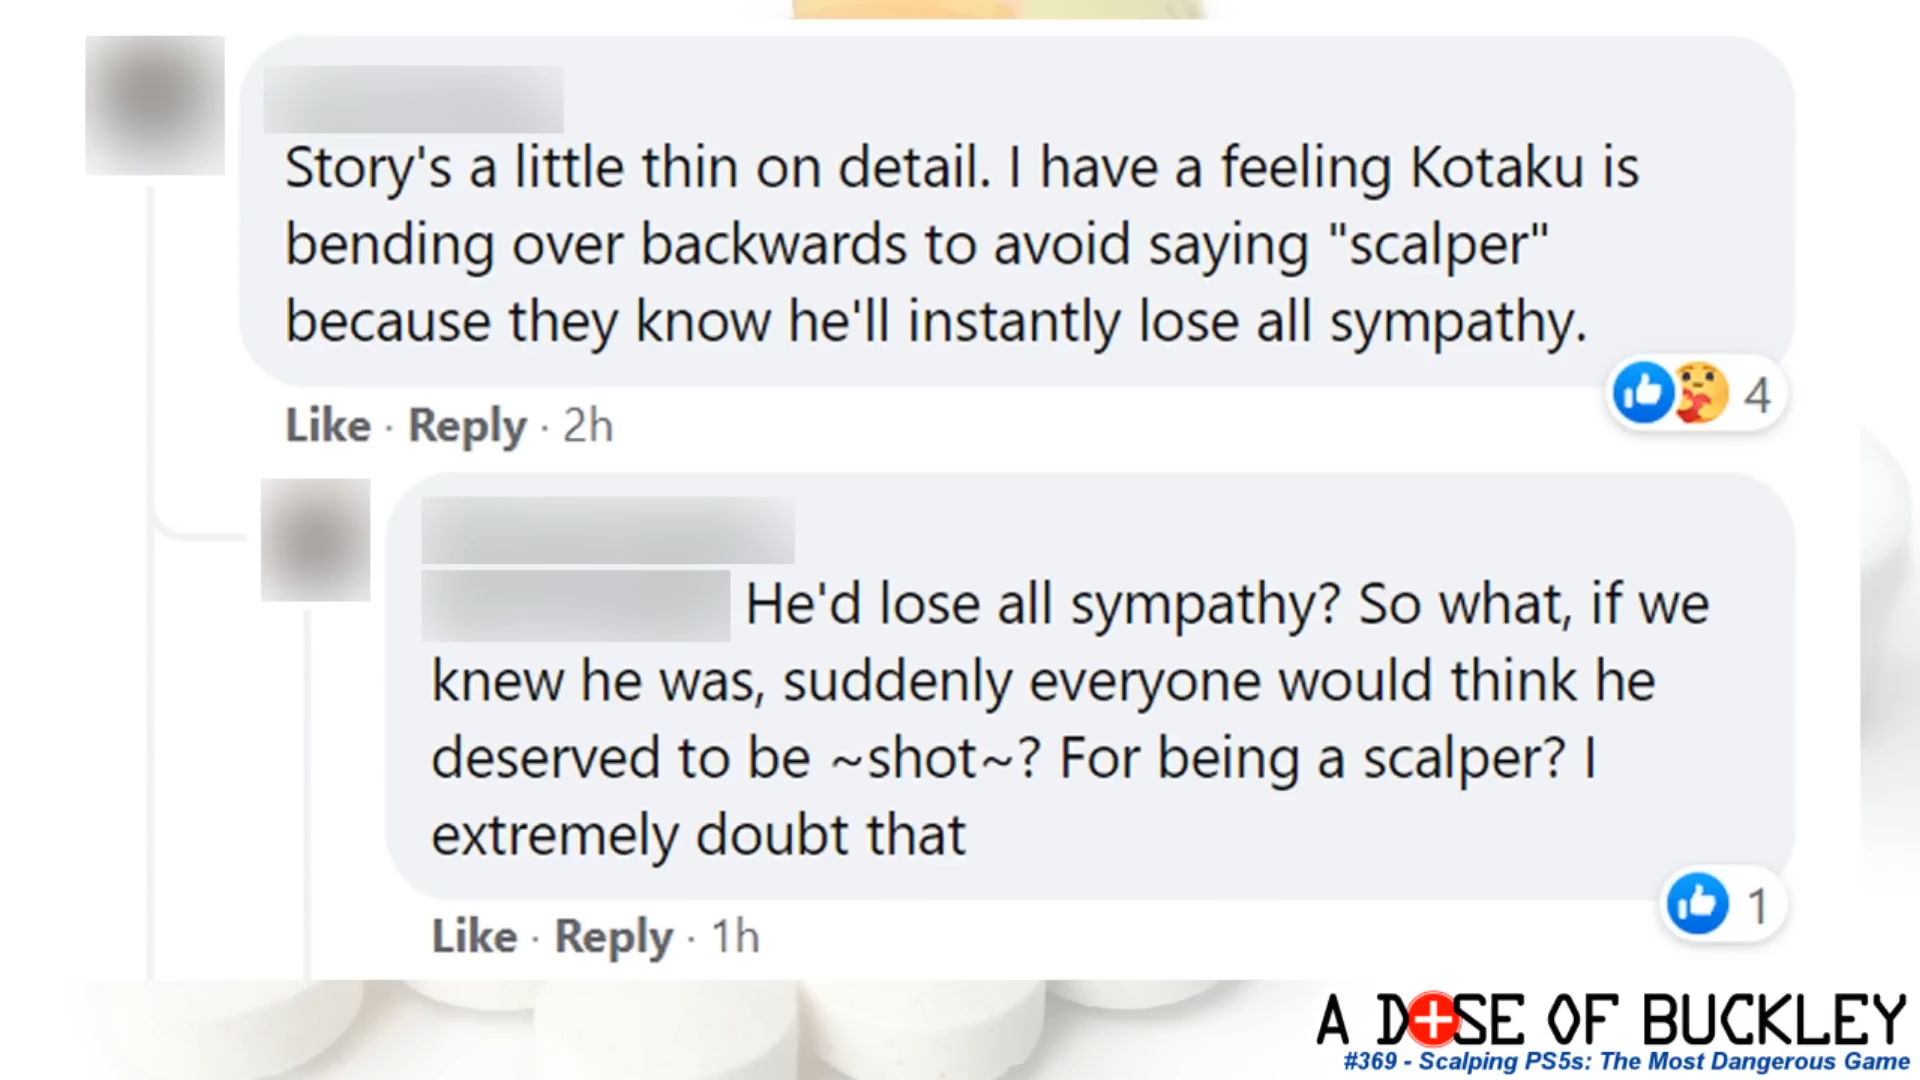 Story's a little thin on detail. I have a feeling Kotaku is
bending over backwards to avoid saying "scalper"
because they know he'll instantly lose all sympathy.
4
Like · Reply · 2h
He'd lose all sympathy? So what, if we
knew he was, suddenly everyone would think he
deserved to be ~shot~? For being a scalper? I
extremely doubt that
1
Like · Reply · 1h
A DOSE OF BUCKLEY
#369 - Scalping PS5s: The Most Dangerous Game